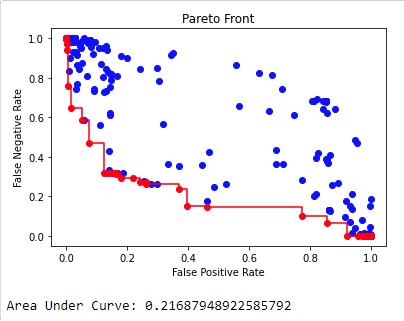 Pareto Front
1.0
0.8
0.6
0.4
0.2
0.0
False Negative Rate
0.0 0.2 0.4 0.6 0.8 1.0
False Positive Rate
Area Under Curve: 0.21687948922585792